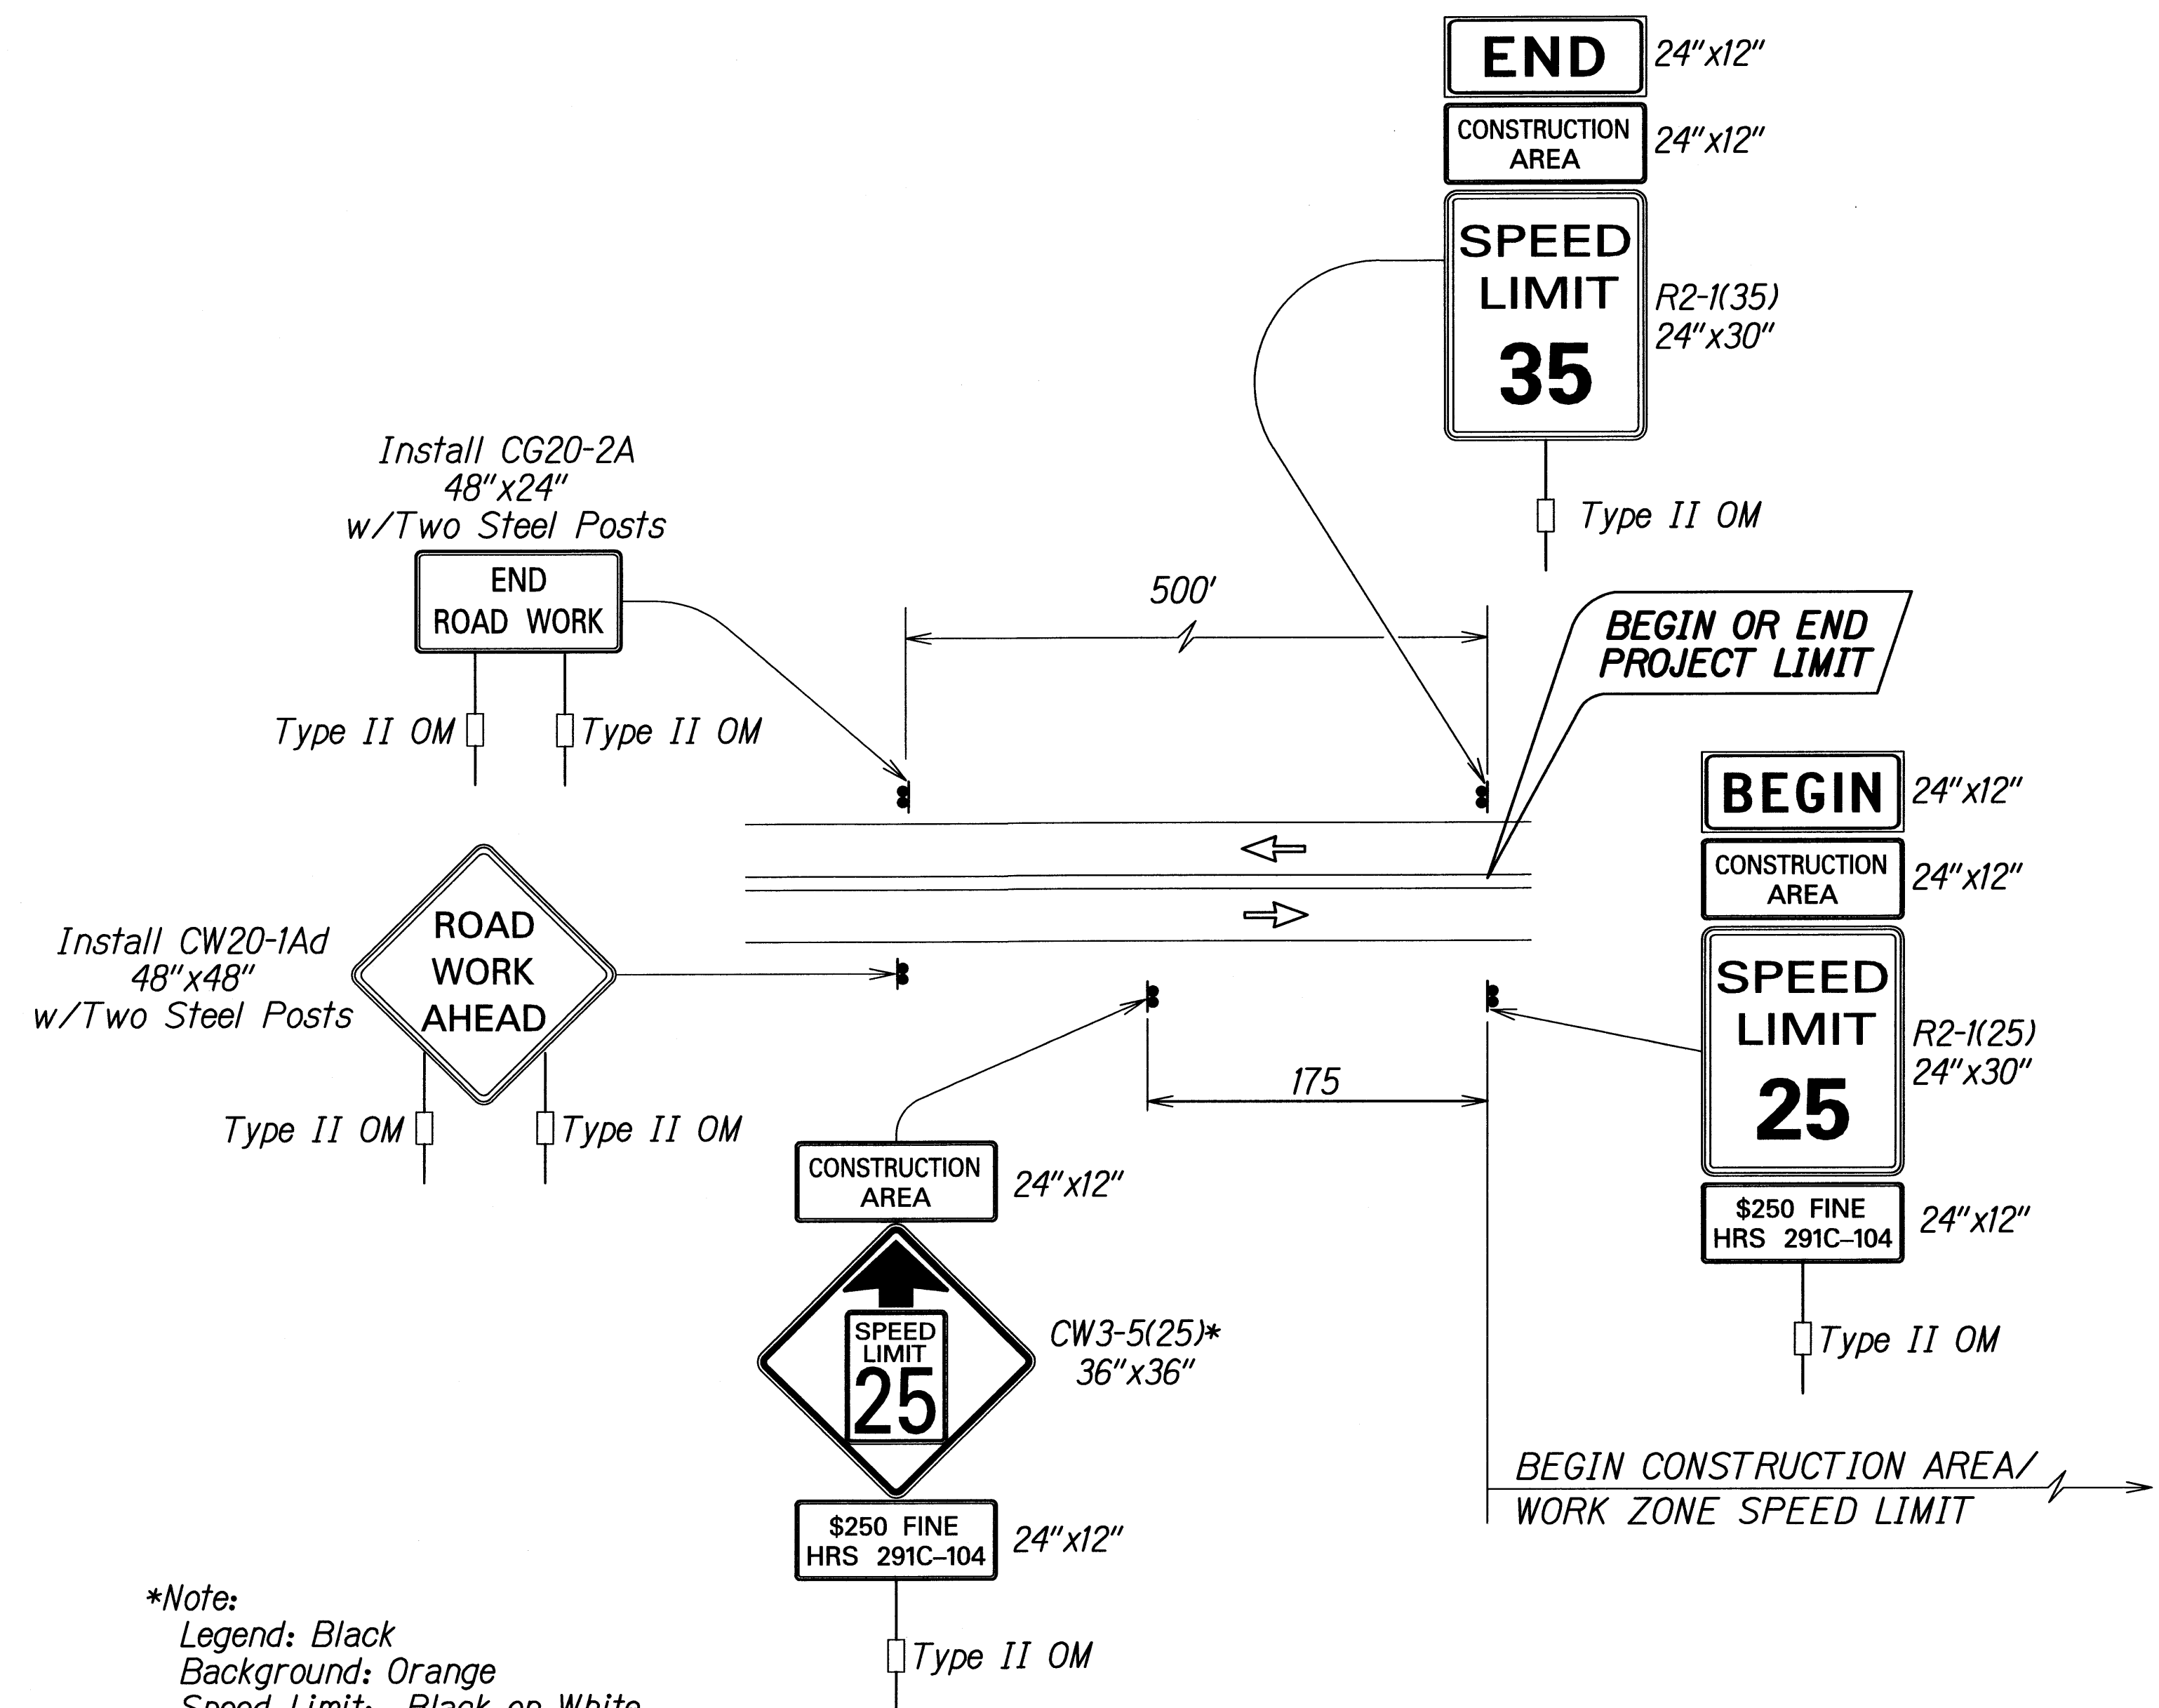 END
24"x12"
CONSTRUCTION
AREA
24"x12"
SPEED
LIMIT
35
R2-1(35)
24"x30"
Type II OM
Install CG20-2A
48"x24"
w/Two Steel Posts
END
ROAD WORK
Type II OM
Type II OM
500'
BEGIN OR END
PROJECT LIMIT
BEGIN
24"x12"
CONSTRUCTION
AREA
24"x12"
SPEED
LIMIT
25
R2-1(25)
24"x30"
$250 FINE
HRS 291C-104
24"x12"
Type II OM
Install CW20-1Ad
48"x48"
w/Two Steel Posts
ROAD
WORK
AHEAD
Type II OM
Type II OM
175
CONSTRUCTION
AREA
24"x12"
SPEED
LIMIT
25
CW3-5(25)*
36"x36"
$250 FINE
HRS 291C-104
24"x12"
Type II OM
BEGIN CONSTRUCTION AREA/
WORK ZONE SPEED LIMIT
*Note:
Legend: Black
Background: Orange
Speed Limit: Black on White